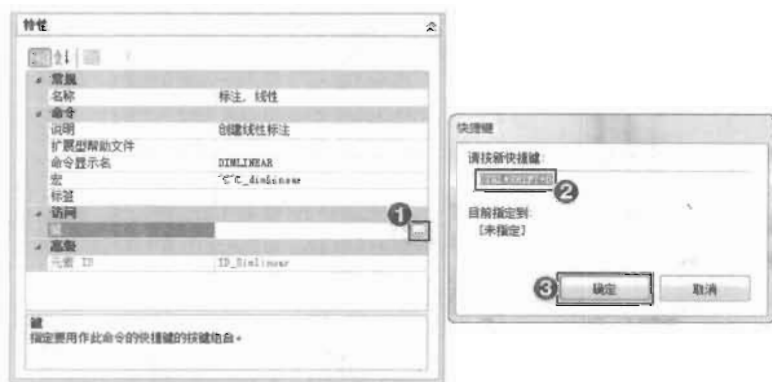 特性
常规
名称 标注, 线性
命令
说明 创建线性标注
扩展型帮助文件
命令显示名 DIMLINEAR
宏 ^C^C_dimlinear
标签
访问
键
❶
高级
元素 ID ID_Dimlinear
键
指定要用作此命令的快捷键的按键组合。
快捷键
请按新快捷键:
❷
目前指定到:
[未指定]
❸
确定
取消